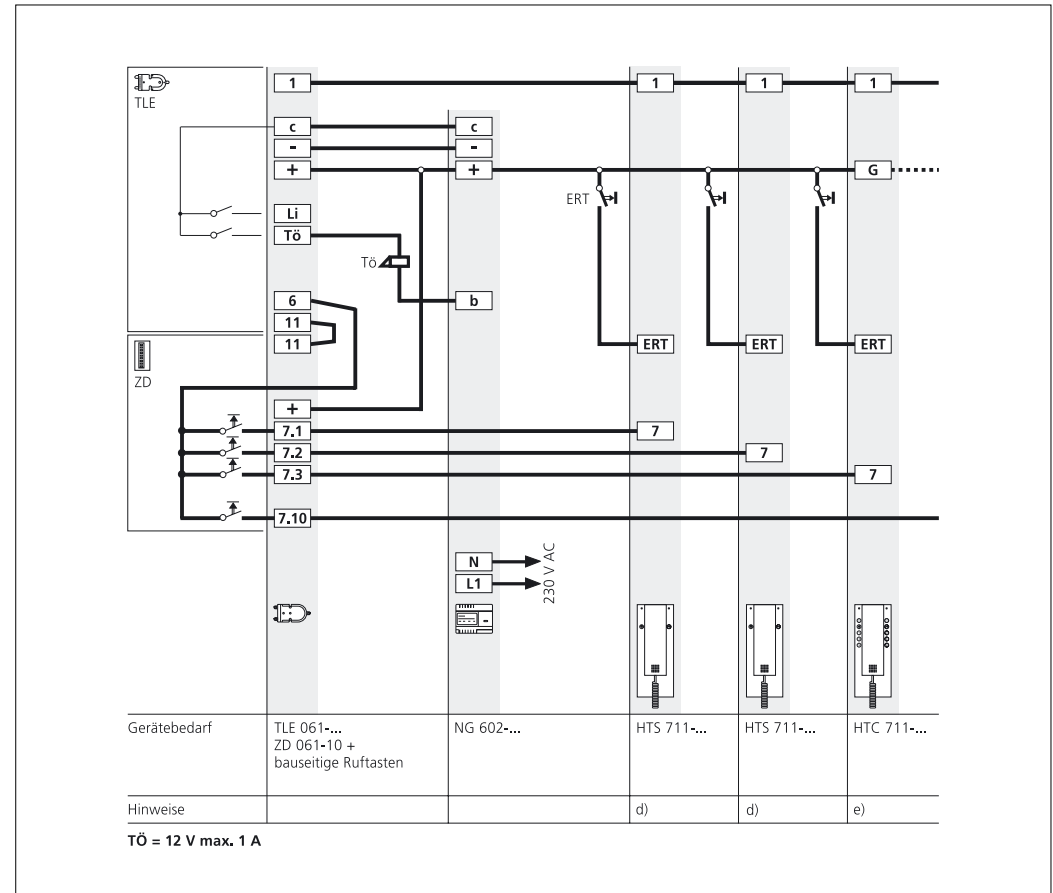 TLE
1 1 1 1
c c
- -
+ + G
ERT
Li
Tö
Tö
6 b
11
11 ERT ERT ERT
ZD
+
7.1 7
7.2 7
7.3 7
7.10
N
L1
230 V AC
Gerätebedarf TLE 061-... NG 602-... HTS 711-... HTS 711-... HTC 711-...
ZD 061-10 +
bauseitige Ruftasten
Hinweise d) d) e)
TÖ = 12 V max. 1 A